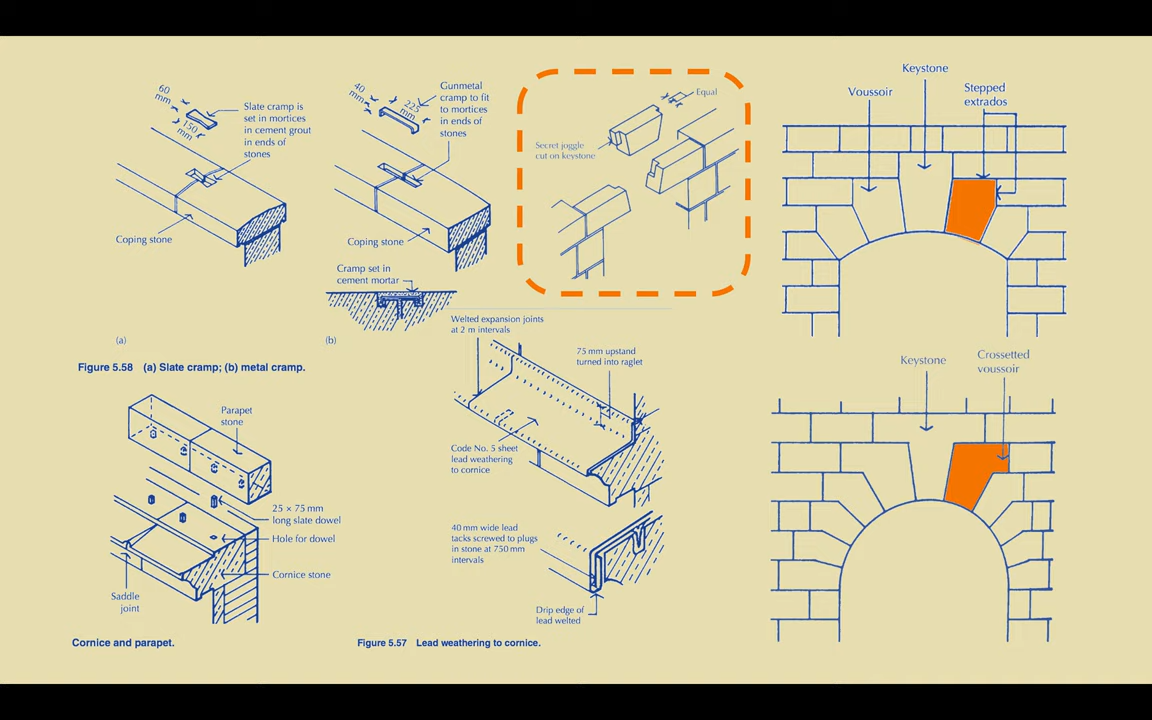 60
mm
150
mm
Slate cramp is
set in mortices
in cement grout
in ends of
stones
Coping stone
(a)
40
mm
225
mm
Gunmetal
cramp to fit
to mortices
in ends of
stones
Coping stone
Cramp set in
cement mortar
(b)
Figure 5.58 (a) Slate cramp; (b) metal cramp.
Equal
Secret joggle
cut on keystone
Keystone
Voussoir
Stepped
extrados
Parapet
stone
25 × 75 mm
long slate dowel
Hole for dowel
Cornice stone
Saddle
joint
Cornice and parapet.
Welted expansion joints
at 2 m intervals
75 mm upstand
turned into raglet
Code No. 5 sheet
lead weathering
to cornice
40 mm wide lead
tacks screwed to plugs
in stone at 750 mm
intervals
Drip edge of
lead welted
Figure 5.57 Lead weathering to cornice.
Keystone
Crossetted
voussoir